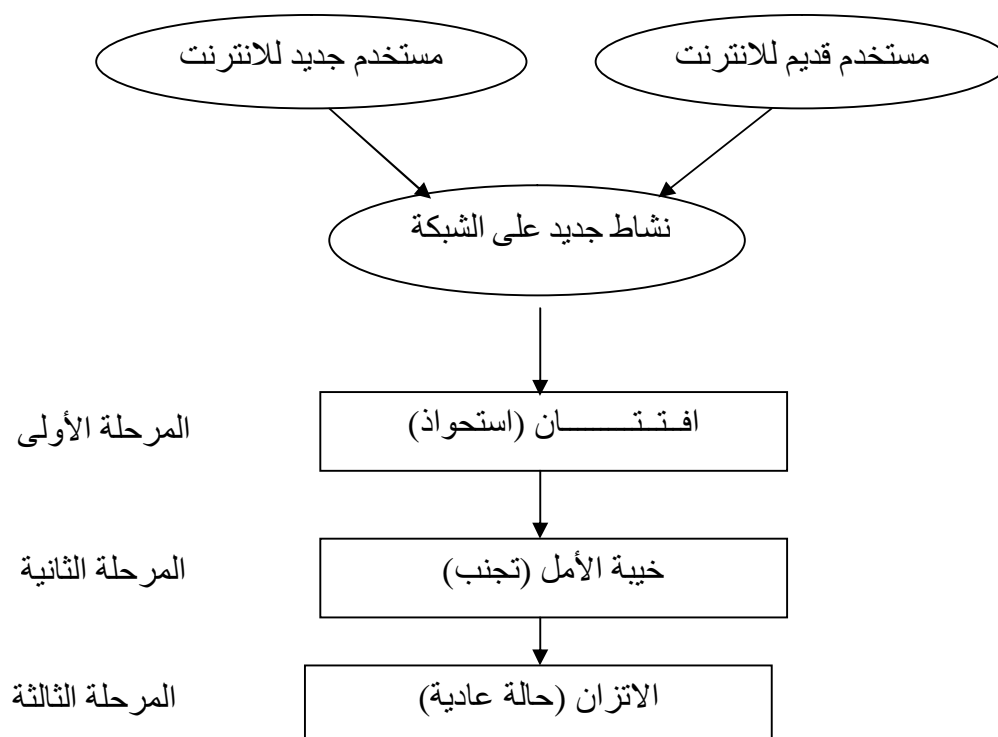 مستخدم قديم للانترنت
مستخدم جديد للانترنت
نشاط جديد على الشبكة
المرحلة الأولى
افــتــتـــــــــان (استحواذ)
المرحلة الثانية
خيبة الأمل (تجنب)
المرحلة الثالثة
الاتزان (حالة عادية)